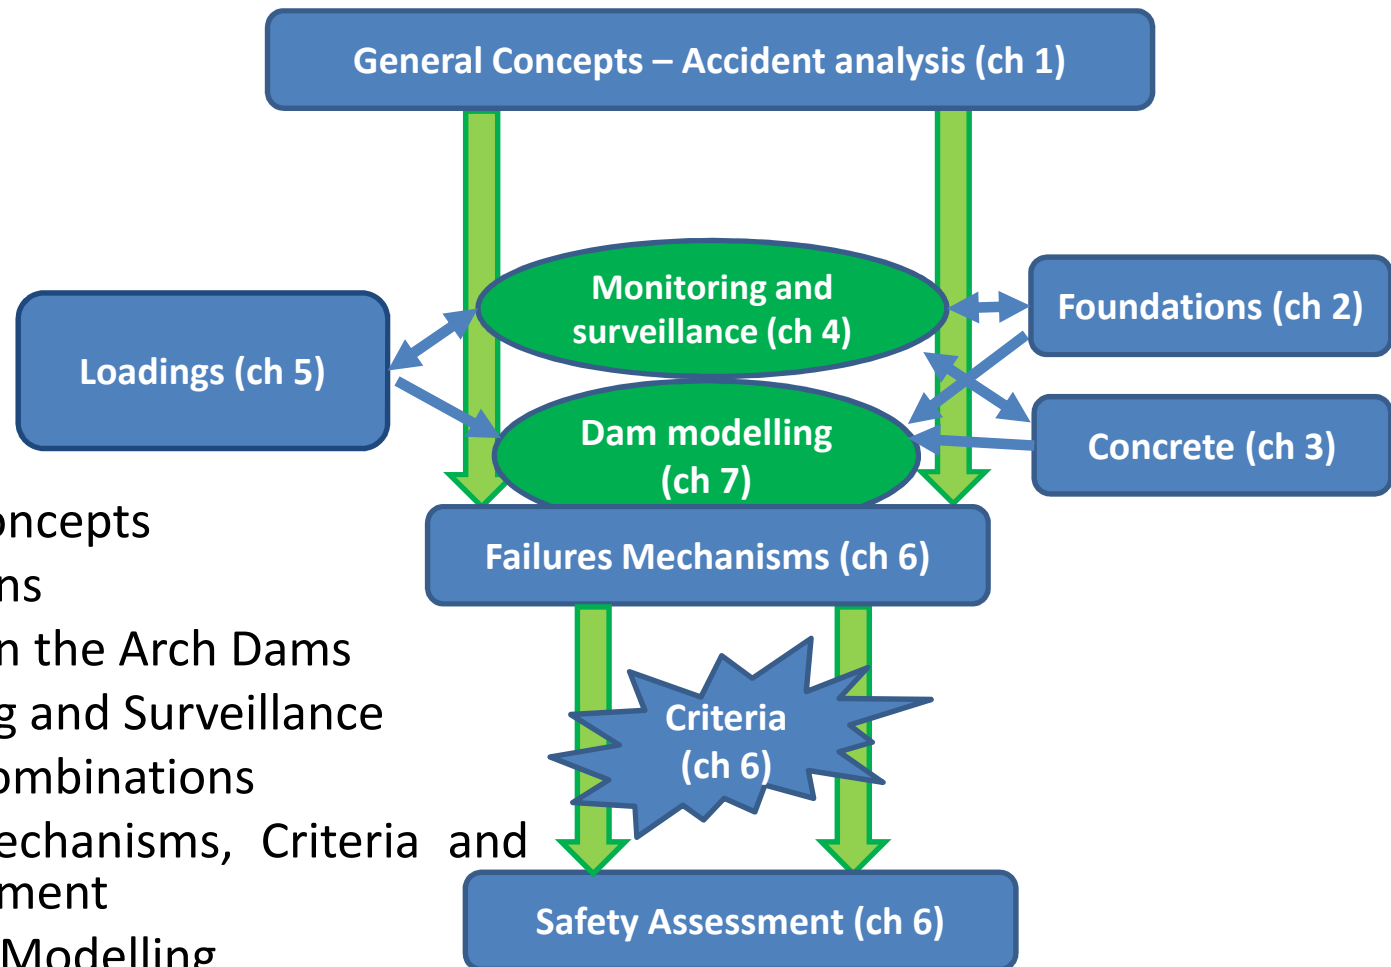 General Concepts – Accident analysis (ch 1)
Monitoring and
surveillance (ch 4)
Foundations (ch 2)
Loadings (ch 5)
Dam modelling
(ch 7)
Concrete (ch 3)
Failures Mechanisms (ch 6)
Criteria
(ch 6)
Safety Assessment (ch 6)
oncepts
ns
n the Arch Dams
g and Surveillance
ombinations
echanisms, Criteria and
ment
Modelling